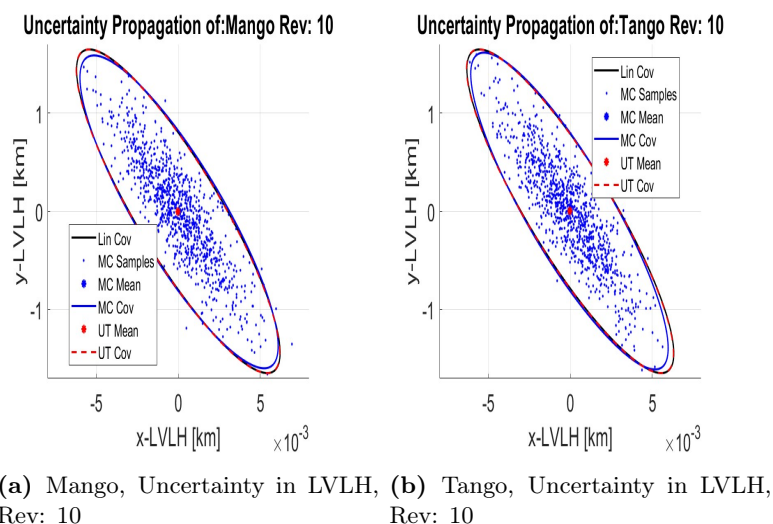 Uncertainty Propagation of:Mango Rev: 10
y-LVLH [km]
1
0
-1
Lin Cov
MC Samples
MC Mean
MC Cov
UT Mean
UT Cov
-5 0 5
x-LVLH [km] ×10-3
(a) Mango, Uncertainty in LVLH,
Rev: 10
Uncertainty Propagation of:Tango Rev: 10
y-LVLH [km]
1
0
-1
Lin Cov
MC Samples
MC Mean
MC Cov
UT Mean
UT Cov
-5 0 5
x-LVLH [km] ×10-3
(b) Tango, Uncertainty in LVLH,
Rev: 10